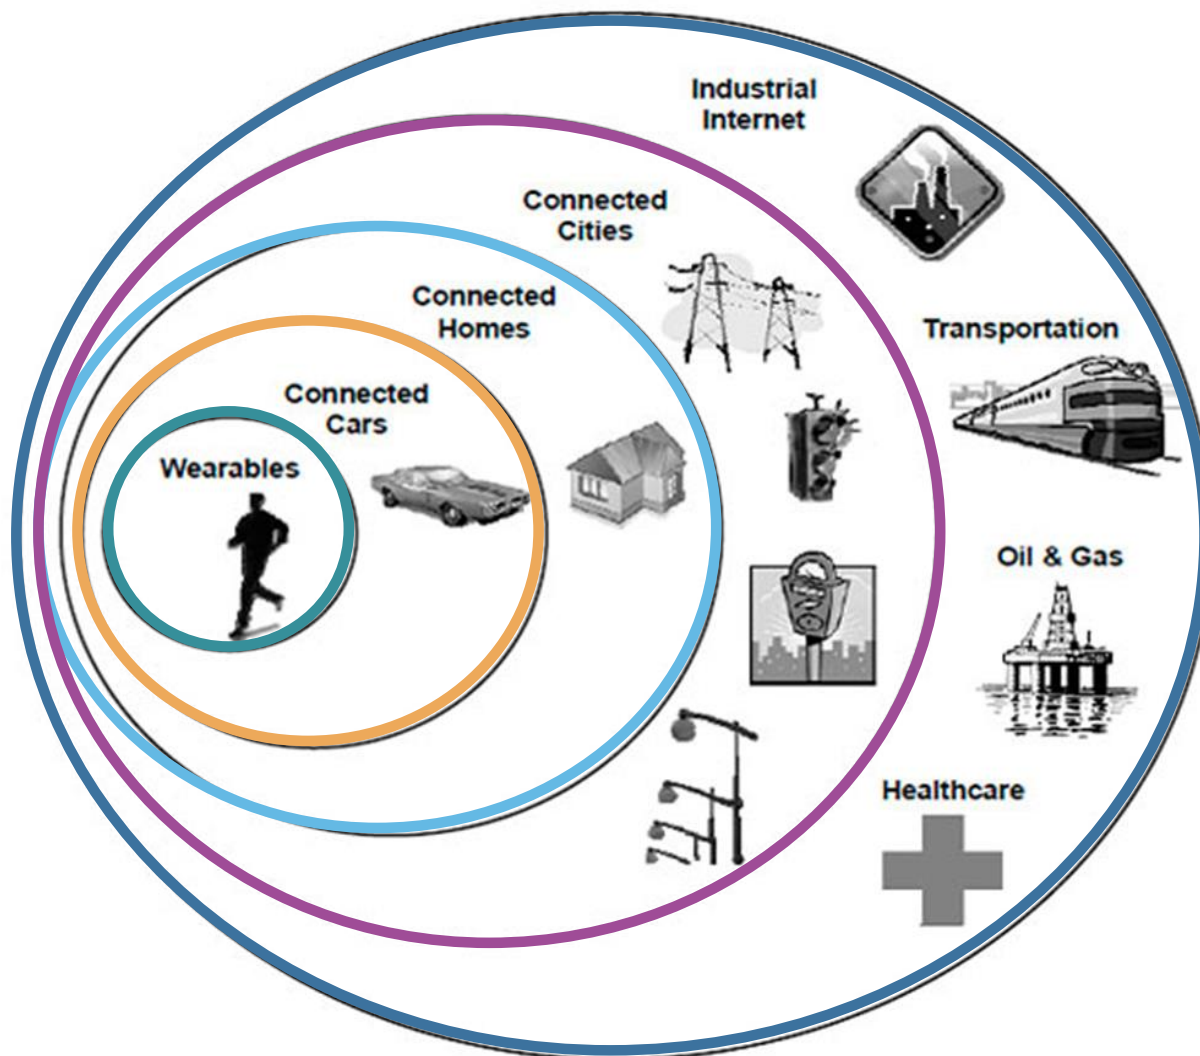 Industrial
Internet
Connected
Cities
Connected
Homes
Transportation
Connected
Cars
Wearables
Oil & Gas
Healthcare